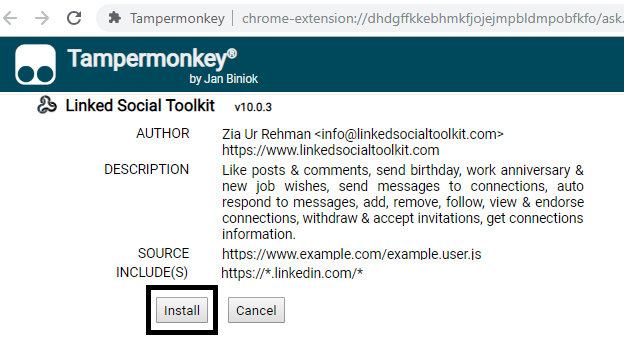 Tampermonkey | chrome-extension://dhdgffkkebhmkfjojejmpbldmpobfkfo/ask.
Tampermonkey®
by Jan Biniok
Linked Social Toolkit v10.0.3
AUTHOR Zia Ur Rehman <info@linkedsocialtoolkit.com>
https://www.linkedsocialtoolkit.com
DESCRIPTION Like posts & comments, send birthday, work anniversary &
new job wishes, send messages to connections, auto
respond to messages, add, remove, follow, view & endorse
connections, withdraw & accept invitations, get connections
information.
SOURCE https://www.example.com/example.user.js
INCLUDE(S) https://*.linkedin.com/*
Install Cancel